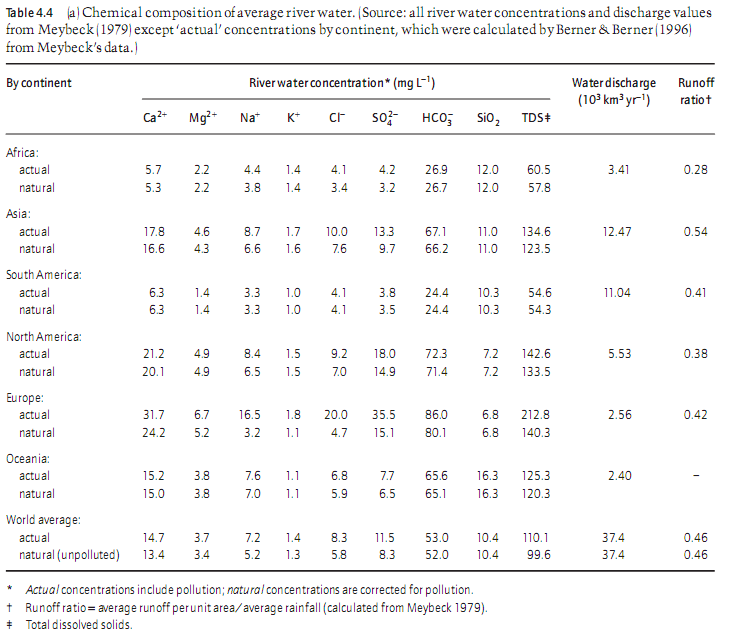 Table 4.4 (a) Chemical composition of average river water. (Source: all river water concentrations and discharge values
from Meybeck (1979) except 'actual' concentrations by continent, which were calculated by Berner & Berner (1996)
from Meybeck's data.)
By continent River water concentration* (mg L⁻¹) Water discharge Runoff
(10³ km³ yr⁻¹) ratio†
Ca²⁺ Mg²⁺ Na⁺ K⁺ Cl⁻ SO₄²⁻ HCO₃⁻ SiO₂ TDS‡
Africa:
actual 5.7 2.2 4.4 1.4 4.1 4.2 26.9 12.0 60.5 3.41 0.28
natural 5.3 2.2 3.8 1.4 3.4 3.2 26.7 12.0 57.8
Asia:
actual 17.8 4.6 8.7 1.7 10.0 13.3 67.1 11.0 134.6 12.47 0.54
natural 16.6 4.3 6.6 1.6 7.6 9.7 66.2 11.0 123.5
South America:
actual 6.3 1.4 3.3 1.0 4.1 3.8 24.4 10.3 54.6 11.04 0.41
natural 6.3 1.4 3.3 1.0 4.1 3.5 24.4 10.3 54.3
North America:
actual 21.2 4.9 8.4 1.5 9.2 18.0 72.3 7.2 142.6 5.53 0.38
natural 20.1 4.9 6.5 1.5 7.0 14.9 71.4 7.2 133.5
Europe:
actual 31.7 6.7 16.5 1.8 20.0 35.5 86.0 6.8 212.8 2.56 0.42
natural 24.2 5.2 3.2 1.1 4.7 15.1 80.1 6.8 140.3
Oceania:
actual 15.2 3.8 7.6 1.1 6.8 7.7 65.6 16.3 125.3 2.40 –
natural 15.0 3.8 7.0 1.1 5.9 6.5 65.1 16.3 120.3
World average:
actual 14.7 3.7 7.2 1.4 8.3 11.5 53.0 10.4 110.1 37.4 0.46
natural (unpolluted) 13.4 3.4 5.2 1.3 5.8 8.3 52.0 10.4 99.6 37.4 0.46
* Actual concentrations include pollution; natural concentrations are corrected for pollution.
† Runoff ratio = average runoff per unit area/average rainfall (calculated from Meybeck 1979).
‡ Total dissolved solids.